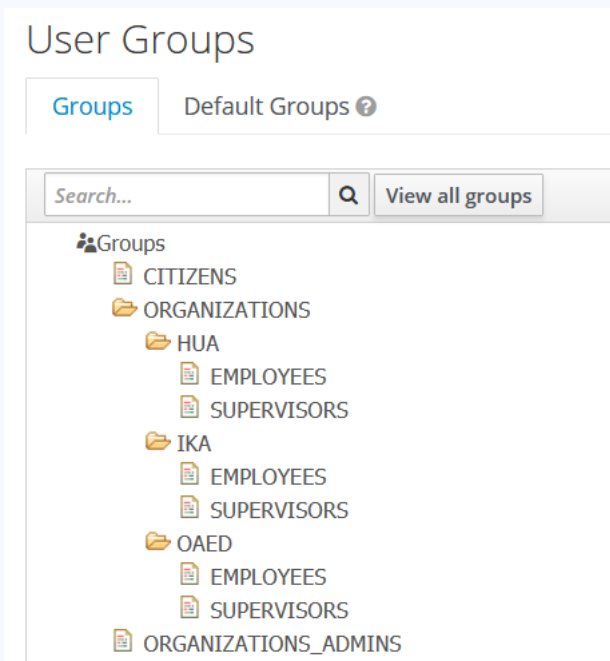 User Groups
Groups Default Groups
Search... View all groups
Groups
CITIZENS
ORGANIZATIONS
HUA
EMPLOYEES
SUPERVISORS
IKA
EMPLOYEES
SUPERVISORS
OAED
EMPLOYEES
SUPERVISORS
ORGANIZATIONS_ADMINS